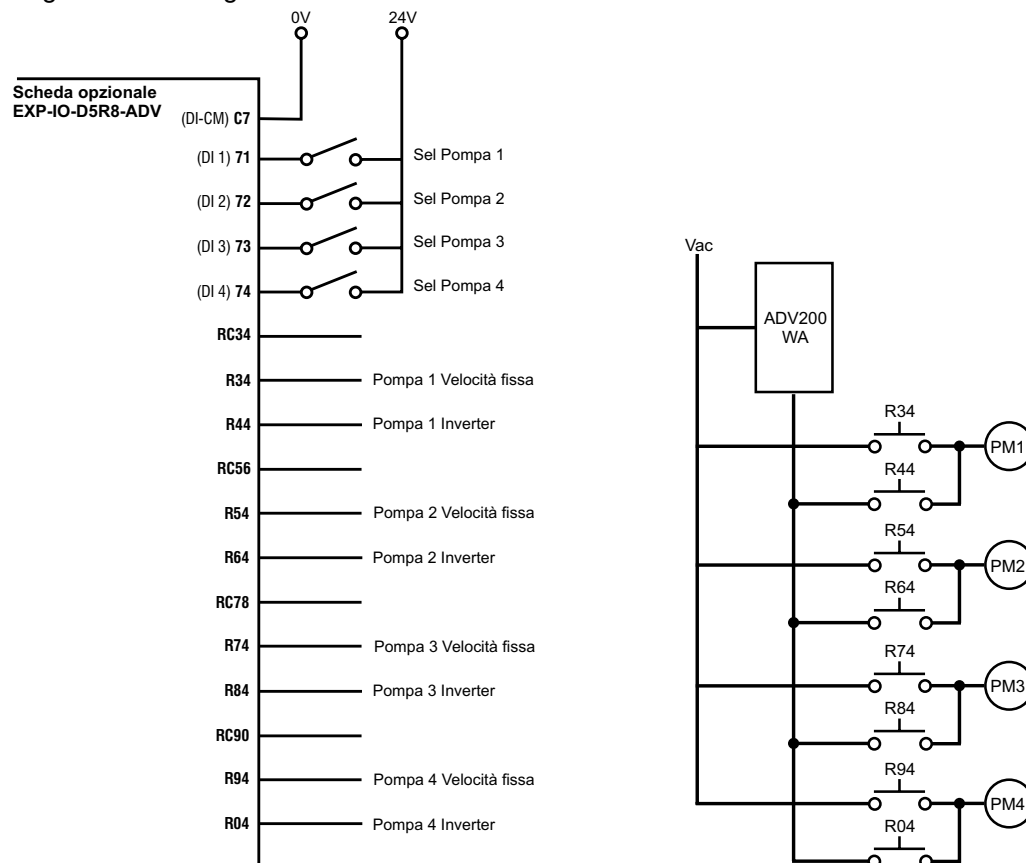 0V
24V
Scheda opzionale
EXP-IO-D5R8-ADV
(DI-CM) C7
(DI 1) 71
Sel Pompa 1
(DI 2) 72
Sel Pompa 2
(DI 3) 73
Sel Pompa 3
(DI 4) 74
Sel Pompa 4
RC34
R34
Pompa 1 Velocità fissa
R44
Pompa 1 Inverter
RC56
R54
Pompa 2 Velocità fissa
R64
Pompa 2 Inverter
RC78
R74
Pompa 3 Velocità fissa
R84
Pompa 3 Inverter
RC90
R94
Pompa 4 Velocità fissa
R04
Pompa 4 Inverter
Vac
ADV200
WA
R34
PM1
R44
R54
PM2
R64
R74
PM3
R84
R94
PM4
R04